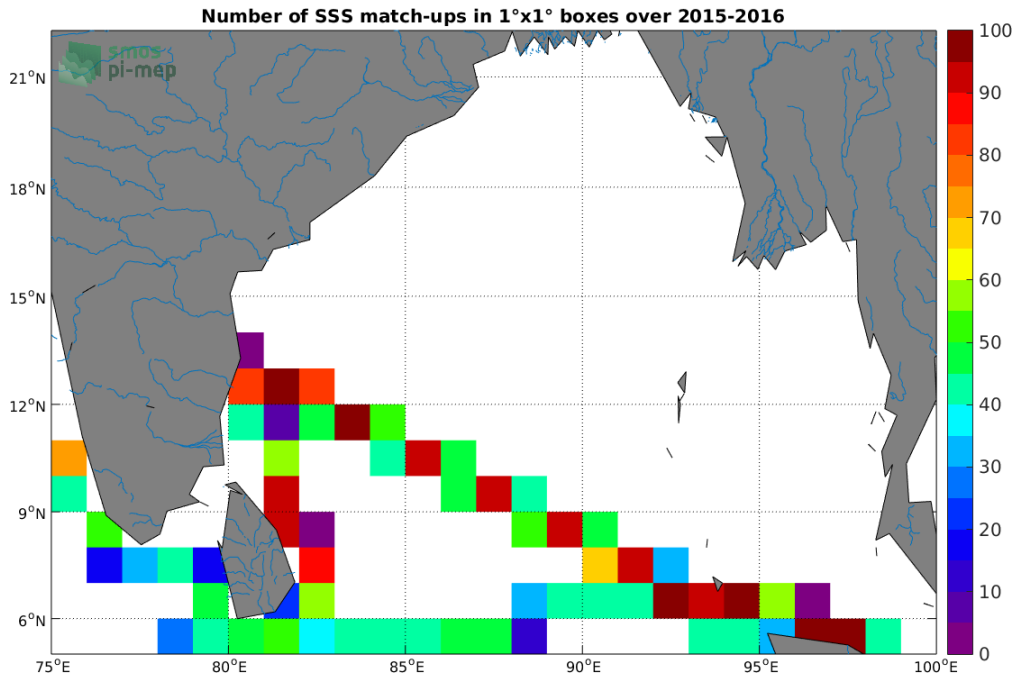 Number of SSS match-ups in 1°x1° boxes over 2015-2016
smos
pi-mep
21°N
18°N
15°N
12°N
9°N
6°N
75°E
80°E
85°E
90°E
95°E
100°E
100
90
80
70
60
50
40
30
20
10
0